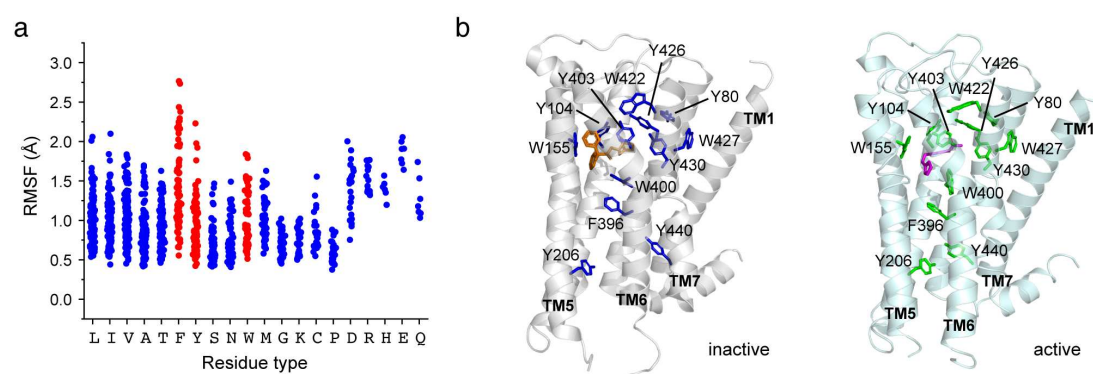 a
RMSF (Å)
3.0
2.5
2.0
1.5
1.0
0.5
0.0
L I V A T F Y S N W M G K C P D R H E Q
Residue type
b
Y426
Y403 W422
Y104
Y80
TM1
W155
W427
Y430
W400
F396
Y440
Y206
TM7
TM5
TM6
inactive
Y426
Y403
W422
Y104
Y80
TM1
W155
W427
Y430
W400
F396
Y440
Y206
TM7
TM5
TM6
active